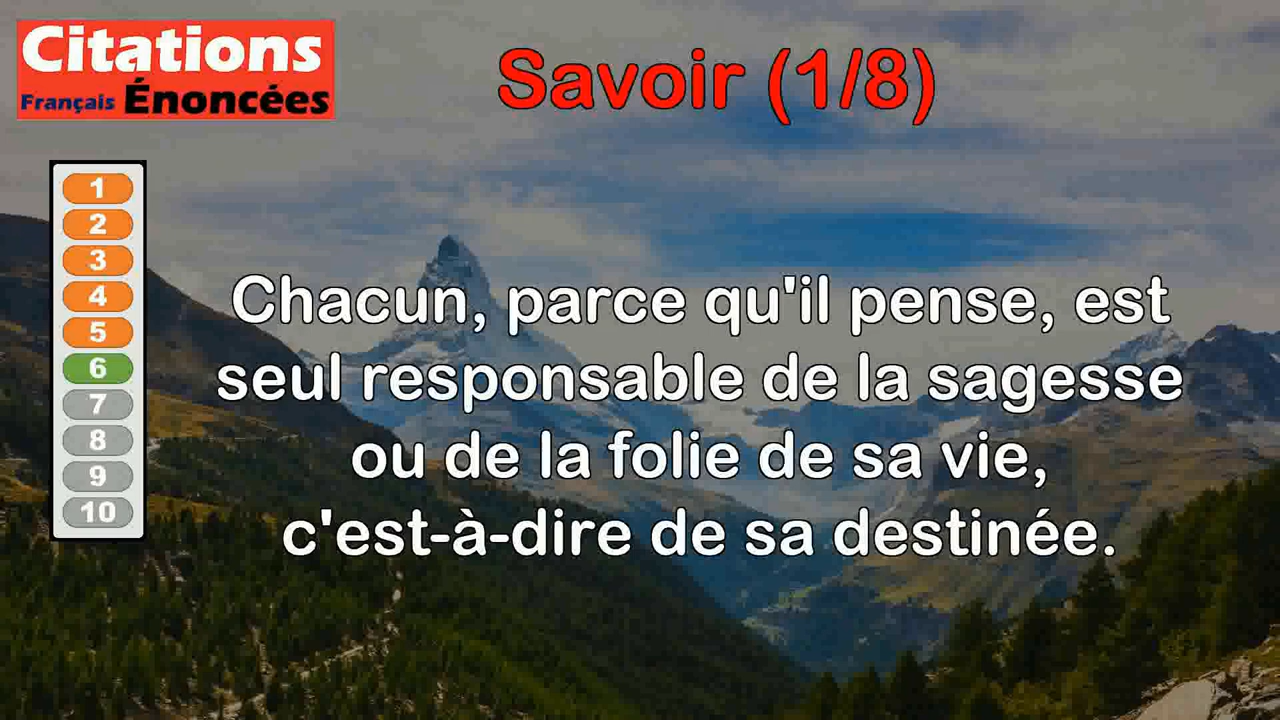 Citations
Français Énoncées
Savoir (1/8)
1
2
3
4
5
6
7
8
9
10
Chacun, parce qu'il pense, est
seul responsable de la sagesse
ou de la folie de sa vie,
c'est-à-dire de sa destinée.